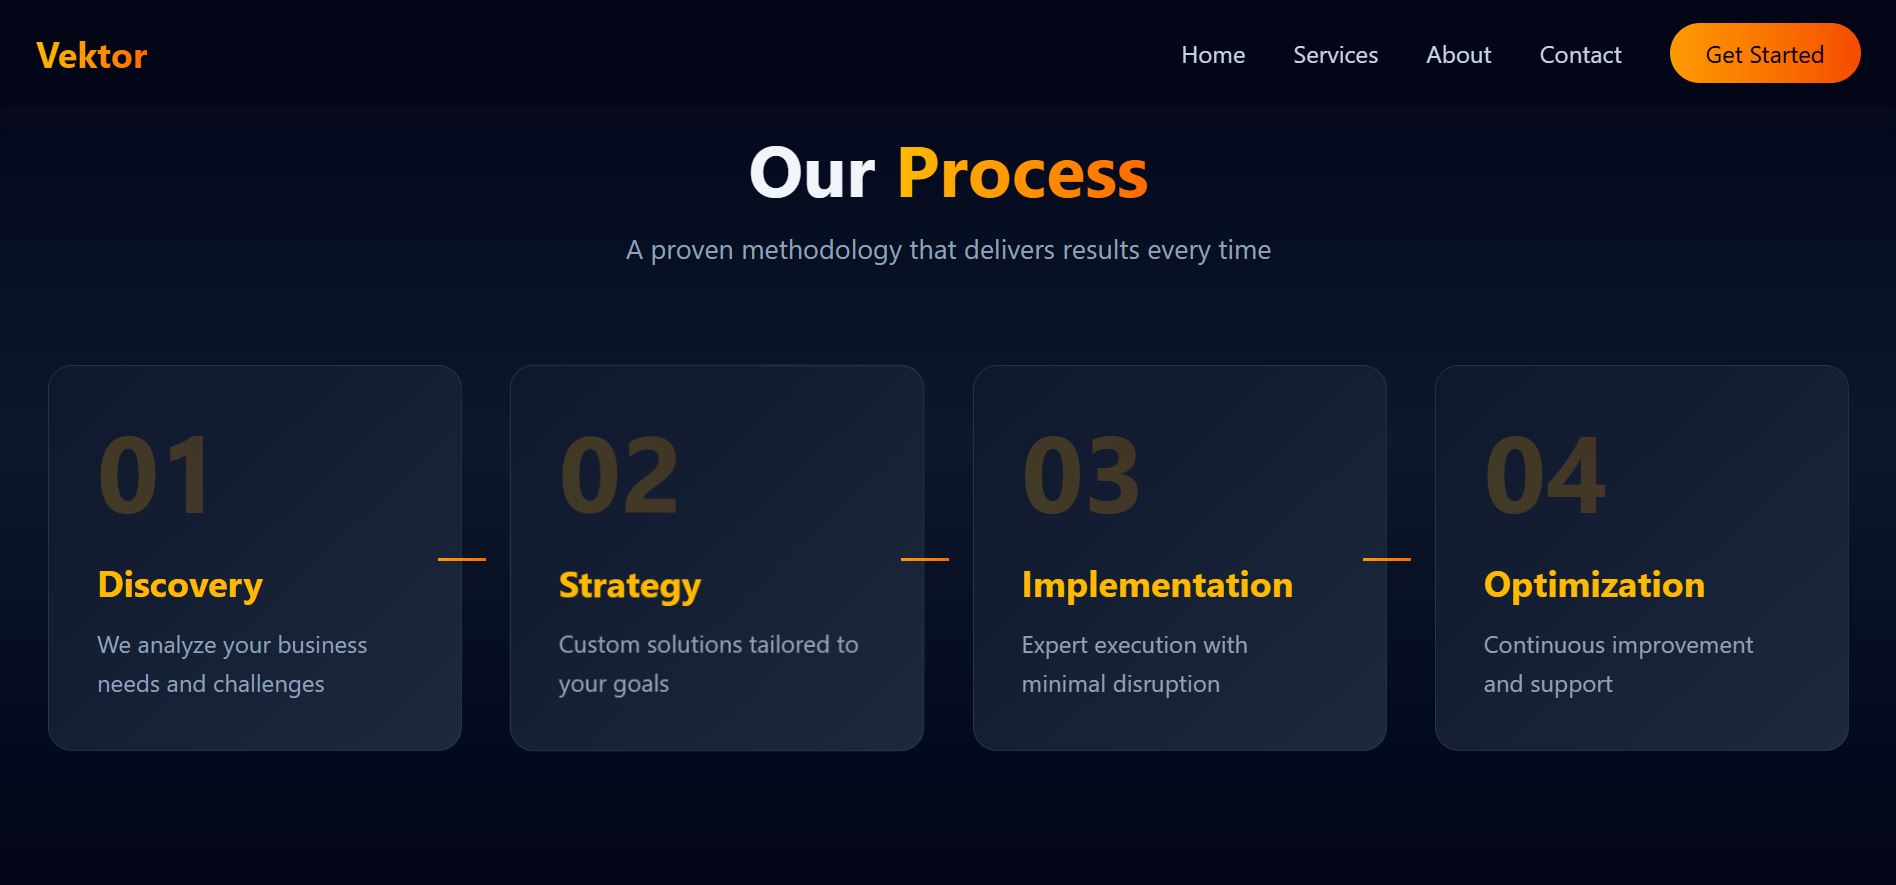 Vektor
Home
Services
About
Contact
Get Started
Our Process
A proven methodology that delivers results every time
01
Discovery
We analyze your business
needs and challenges
02
Strategy
Custom solutions tailored to
your goals
03
Implementation
Expert execution with
minimal disruption
04
Optimization
Continuous improvement
and support